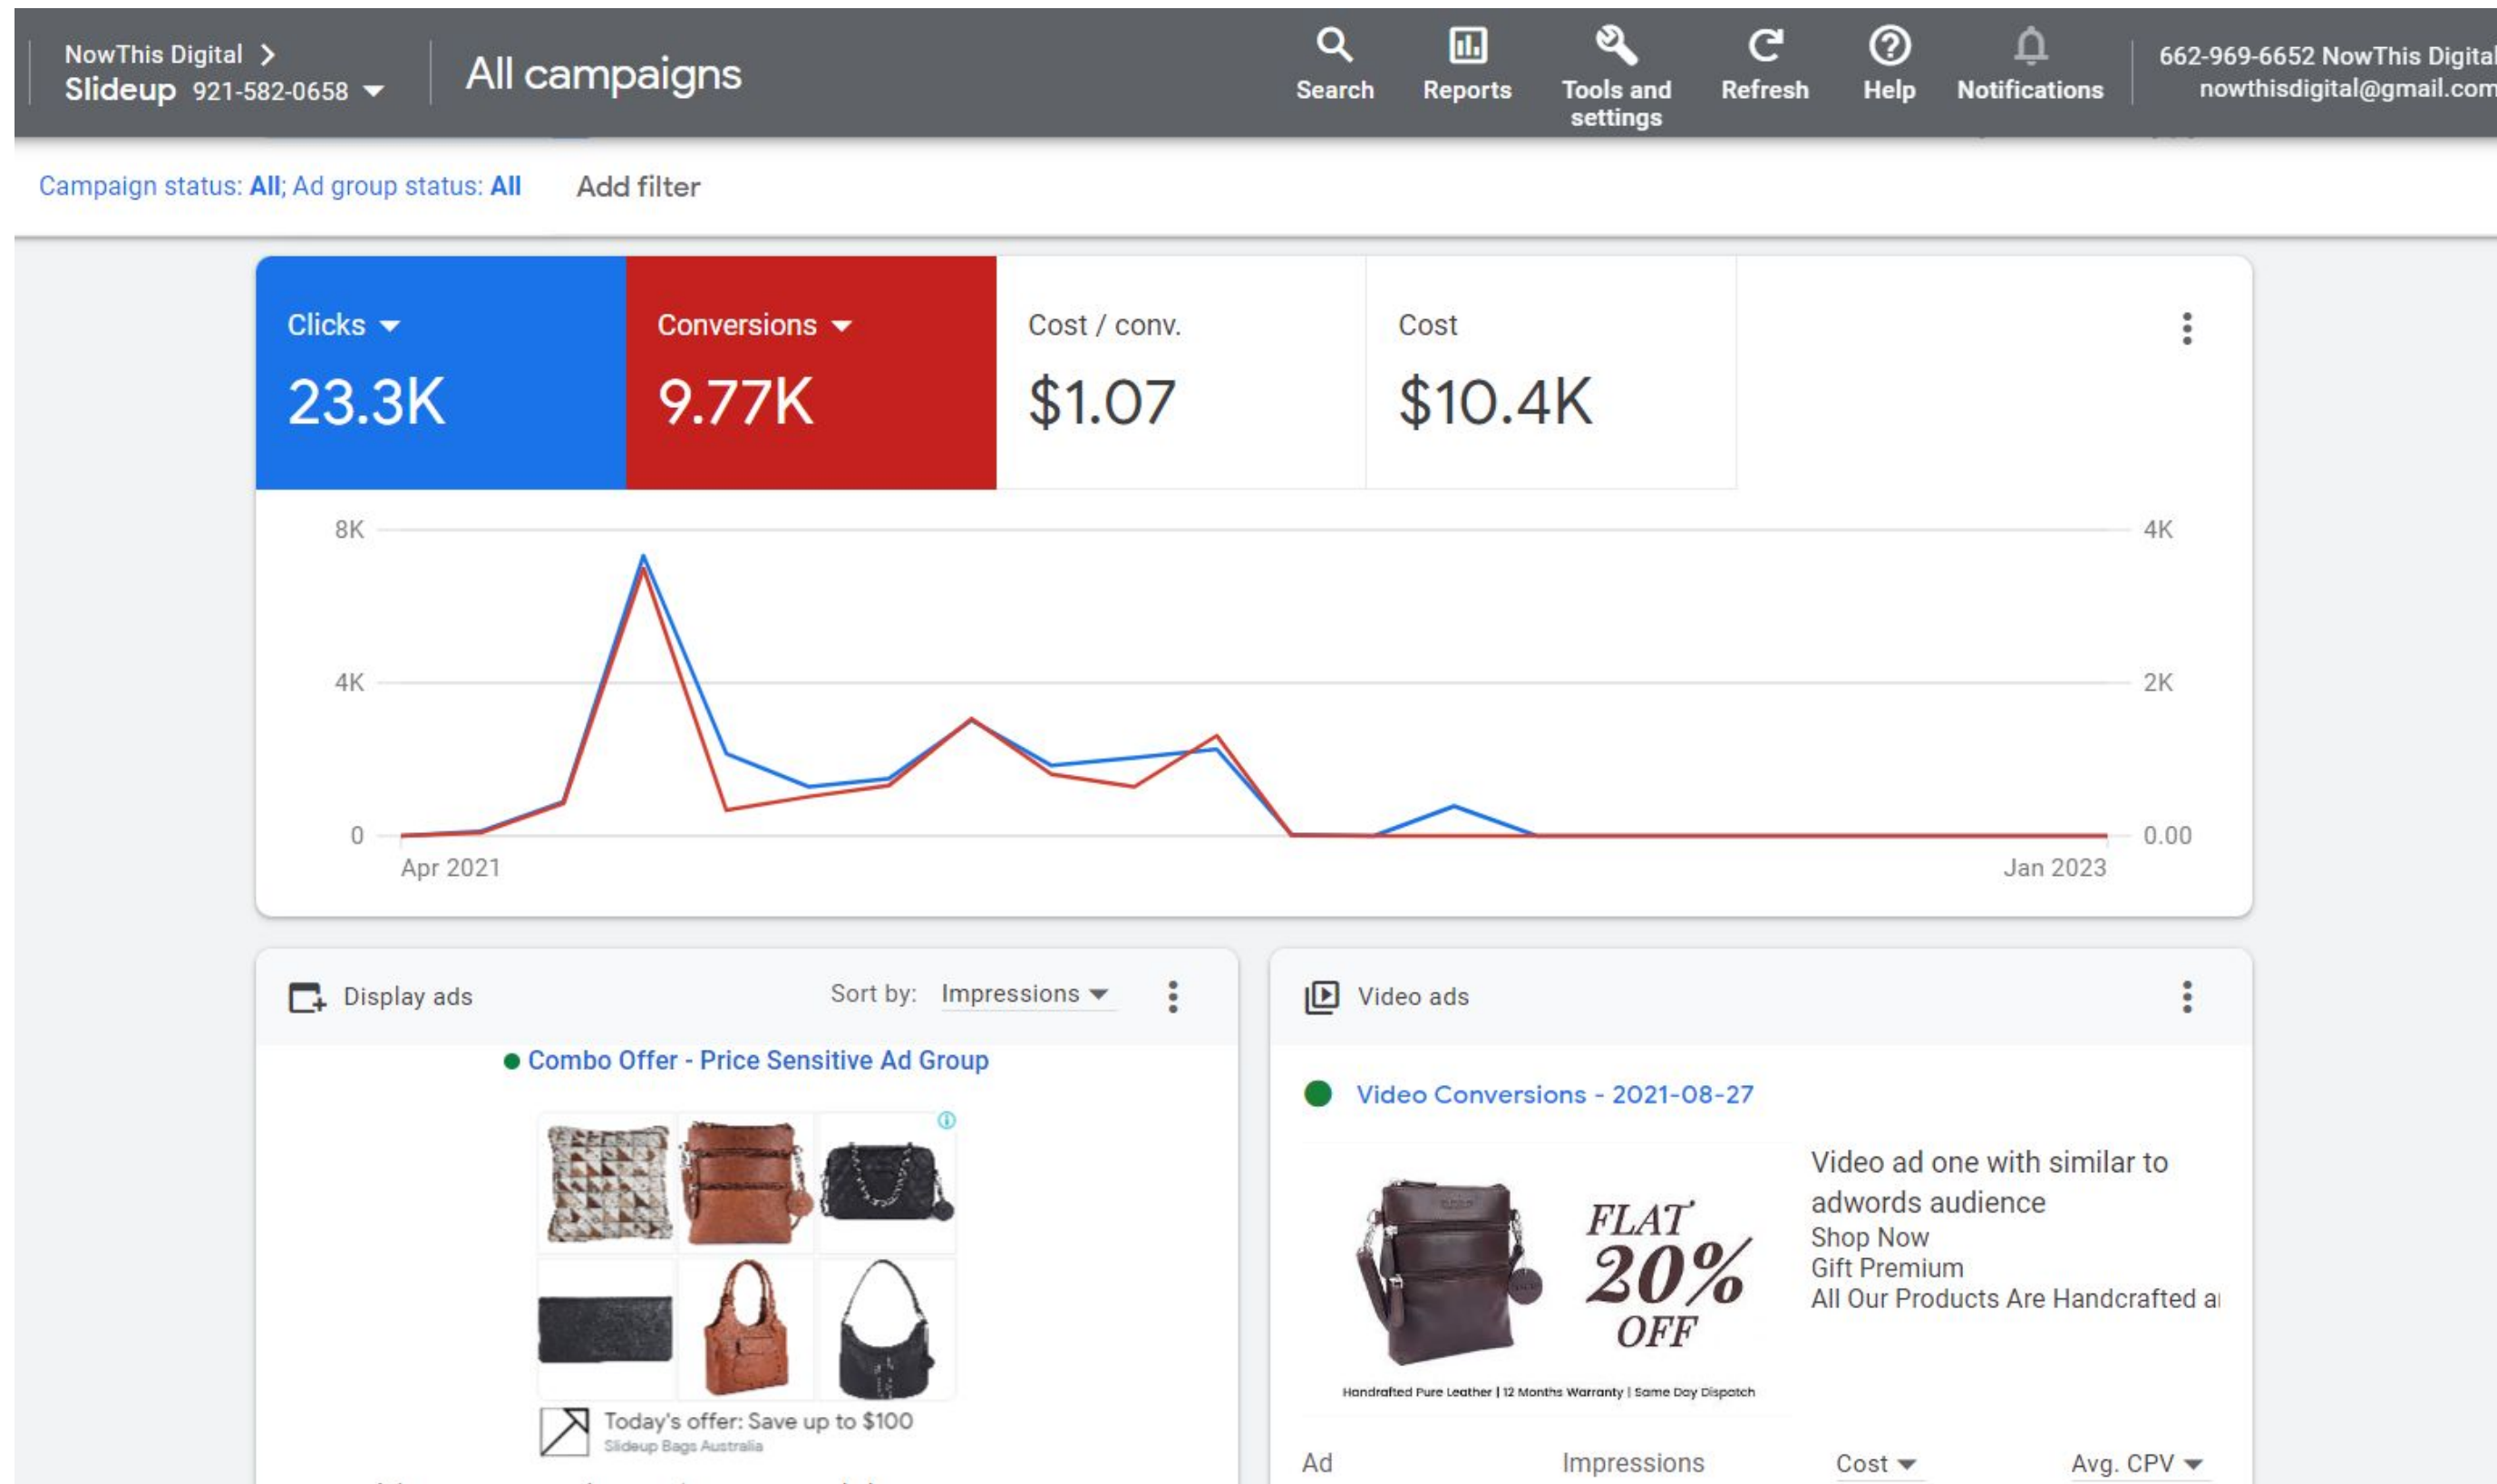 NowThis Digital
Slideup 921-582-0658
All campaigns
Search
Reports
Tools and settings
Refresh
Help
Notifications
662-969-6652 NowThis Digital
nowthisdigital@gmail.com
Campaign status: All; Ad group status: All
Add filter
Clicks
23.3K
Conversions
9.77K
Cost / conv.
$1.07
Cost
$10.4K
8K
4K
4K
2K
0
0.00
Apr 2021
Jan 2023
Display ads
Sort by: Impressions
Combo Offer - Price Sensitive Ad Group
Today's offer: Save up to $100
Slideup Bags Australia
Video ads
Video Conversions - 2021-08-27
FLAT
20%
OFF
Handrafted Pure Leather | 12 Months Warranty | Same Day Dispatch
Video ad one with similar to
adwords audience
Shop Now
Gift Premium
All Our Products Are Handcrafted
Ad
Impressions
Cost
Avg. CPV